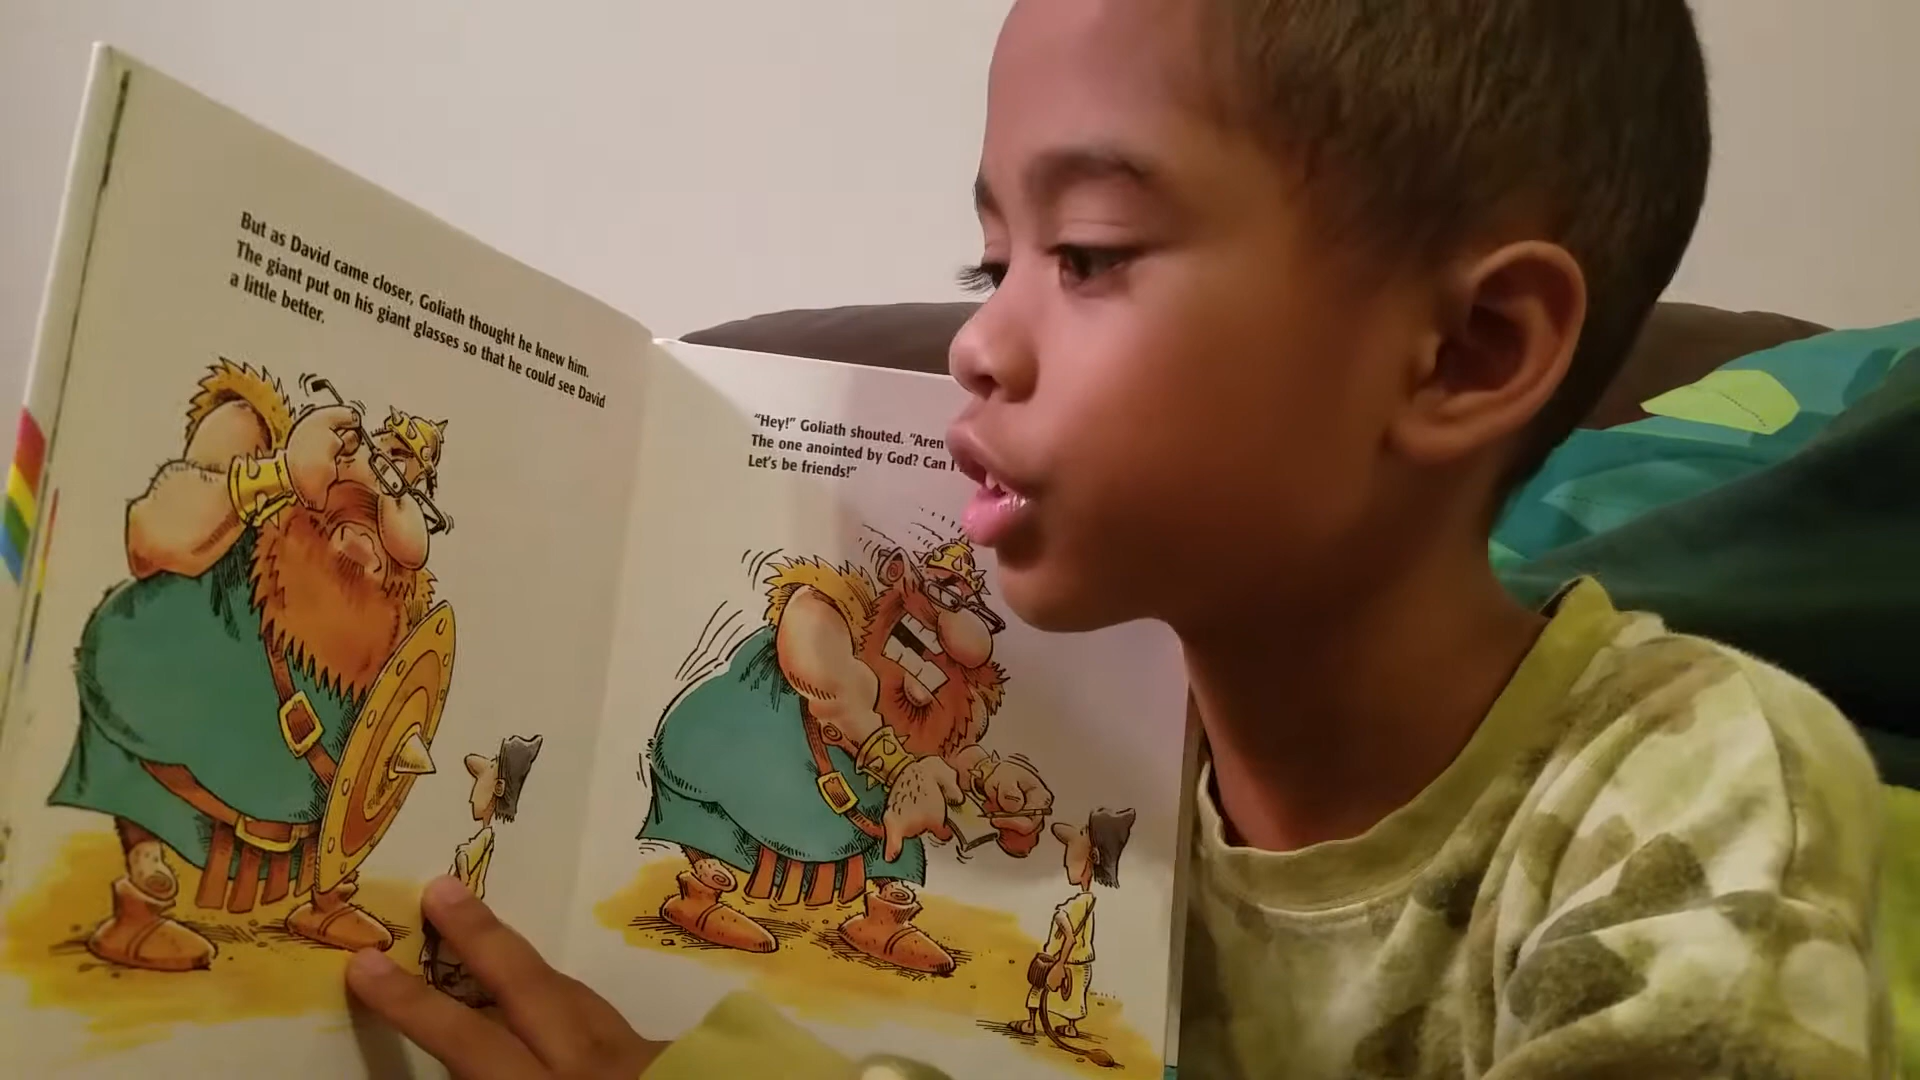 But as David came closer, Goliath thought he knew him.
The giant put on his giant glasses so that he could see David
a little better.
"Hey!" Goliath shouted. "Aren
The one anointed by God? Can I
Let's be friends!"